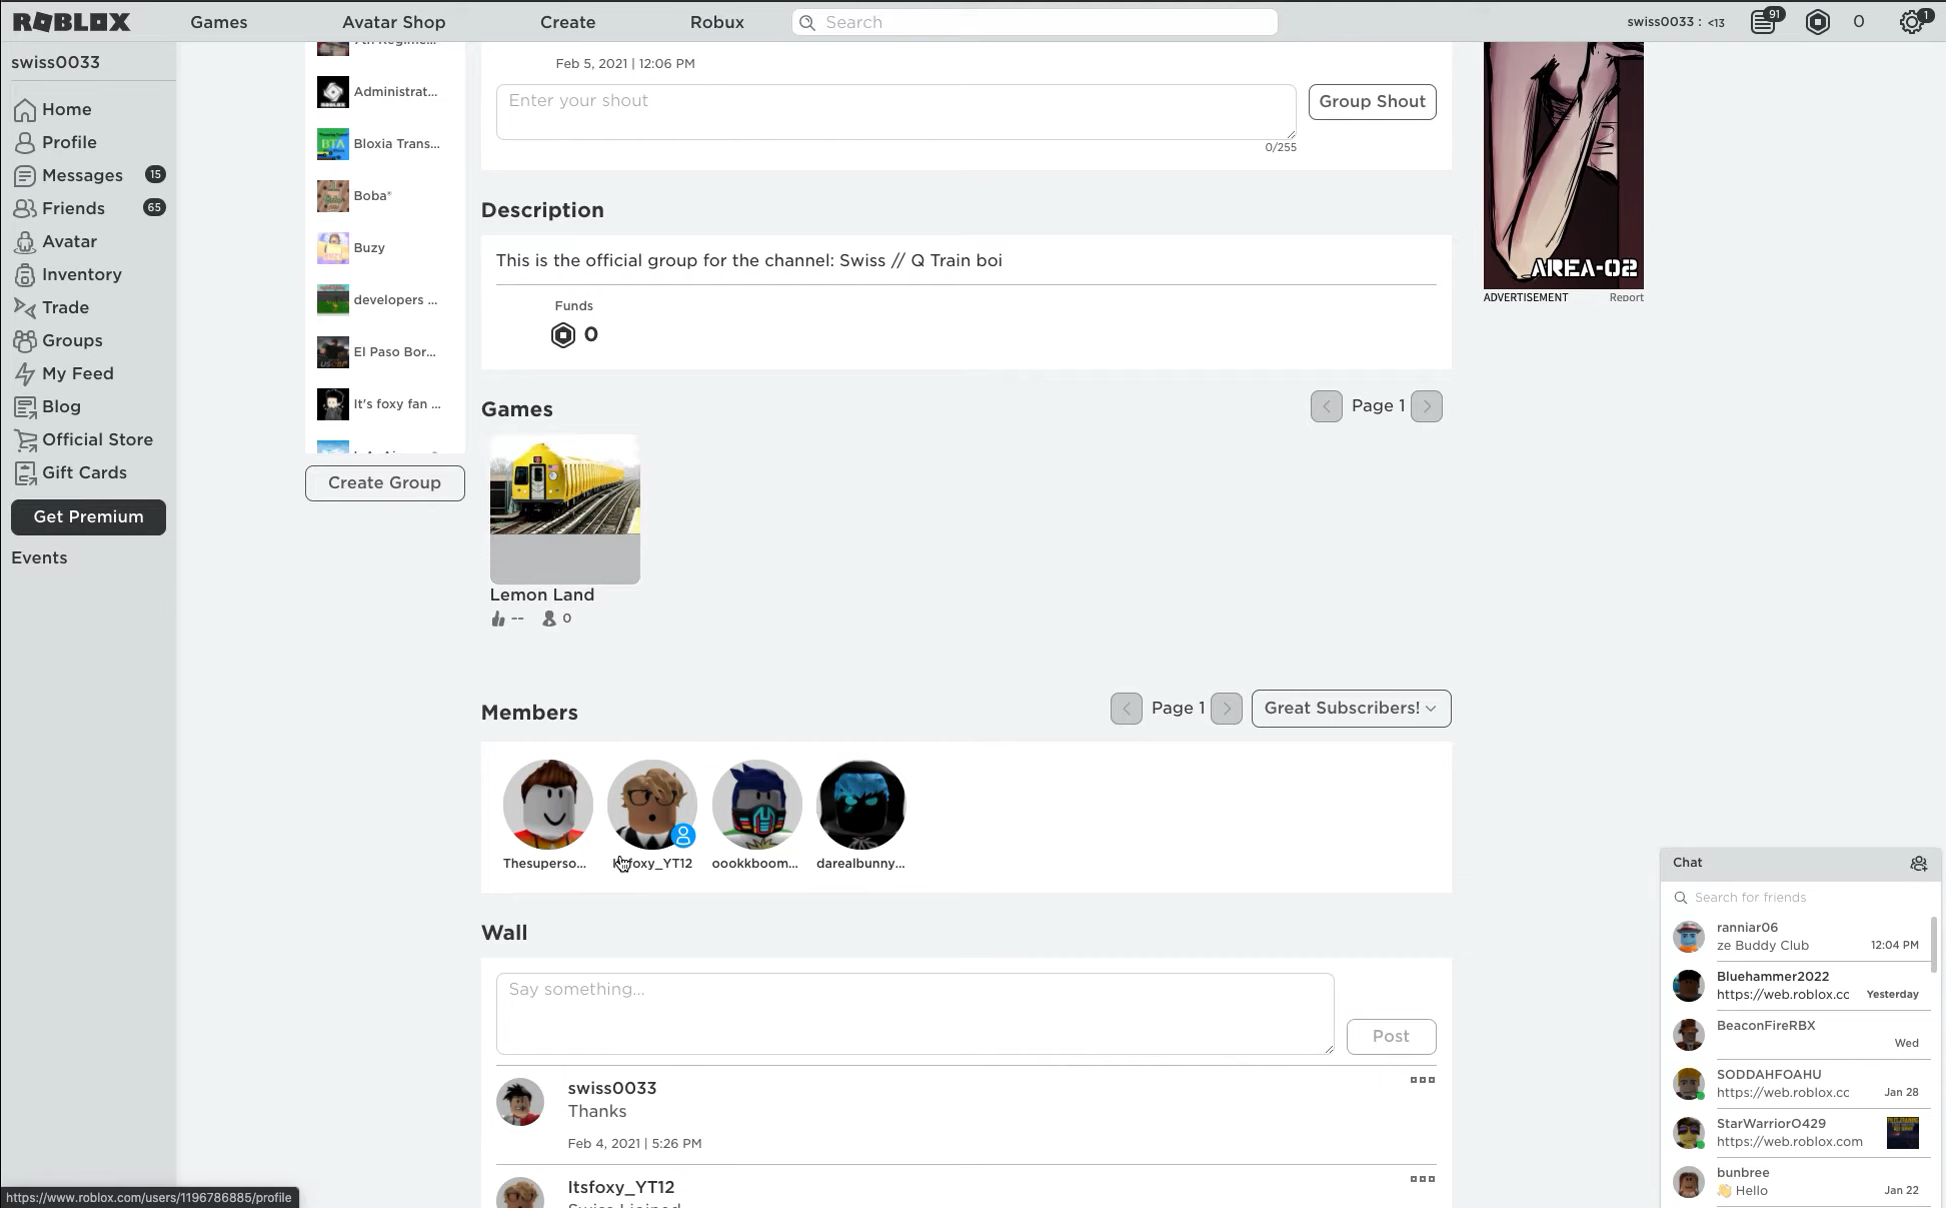 ROBLOX
Games
Avatar Shop
Create
Robux
Search
swiss0033 : <13
91
0
1
swiss0033
Home
Profile
Messages
15
Friends
65
Avatar
Inventory
Trade
Groups
My Feed
Blog
Official Store
Gift Cards
Get Premium
Events
Administrat...
Bloxia Trans...
Boba*
Buzy
developers ...
El Paso Bor...
It's foxy fan ...
Create Group
Feb 5, 2021 | 12:06 PM
Enter your shout
Group Shout
0/255
Description
This is the official group for the channel: Swiss // Q Train boi
Funds
0
Games
Page 1
Lemon Land
--
0
Members
Page 1
Great Subscribers!
Thesuperso...
Itsfoxy_YT12
oookkboom...
darealbunny...
Wall
Say something...
Post
swiss0033
Thanks
Feb 4, 2021 | 5:26 PM
Itsfoxy_YT12
AREA-02
ADVERTISEMENT
Report
Chat
Search for friends
ranniar06
ze Buddy Club
12:04 PM
Bluehammer2022
https://web.roblox.cc
Yesterday
BeaconFireRBX
Wed
SODDAHFOAHU
https://web.roblox.cc
Jan 28
StarWarriorO429
https://web.roblox.com
bunbree
👋 Hello
Jan 22
https://www.roblox.com/users/1196786885/profile